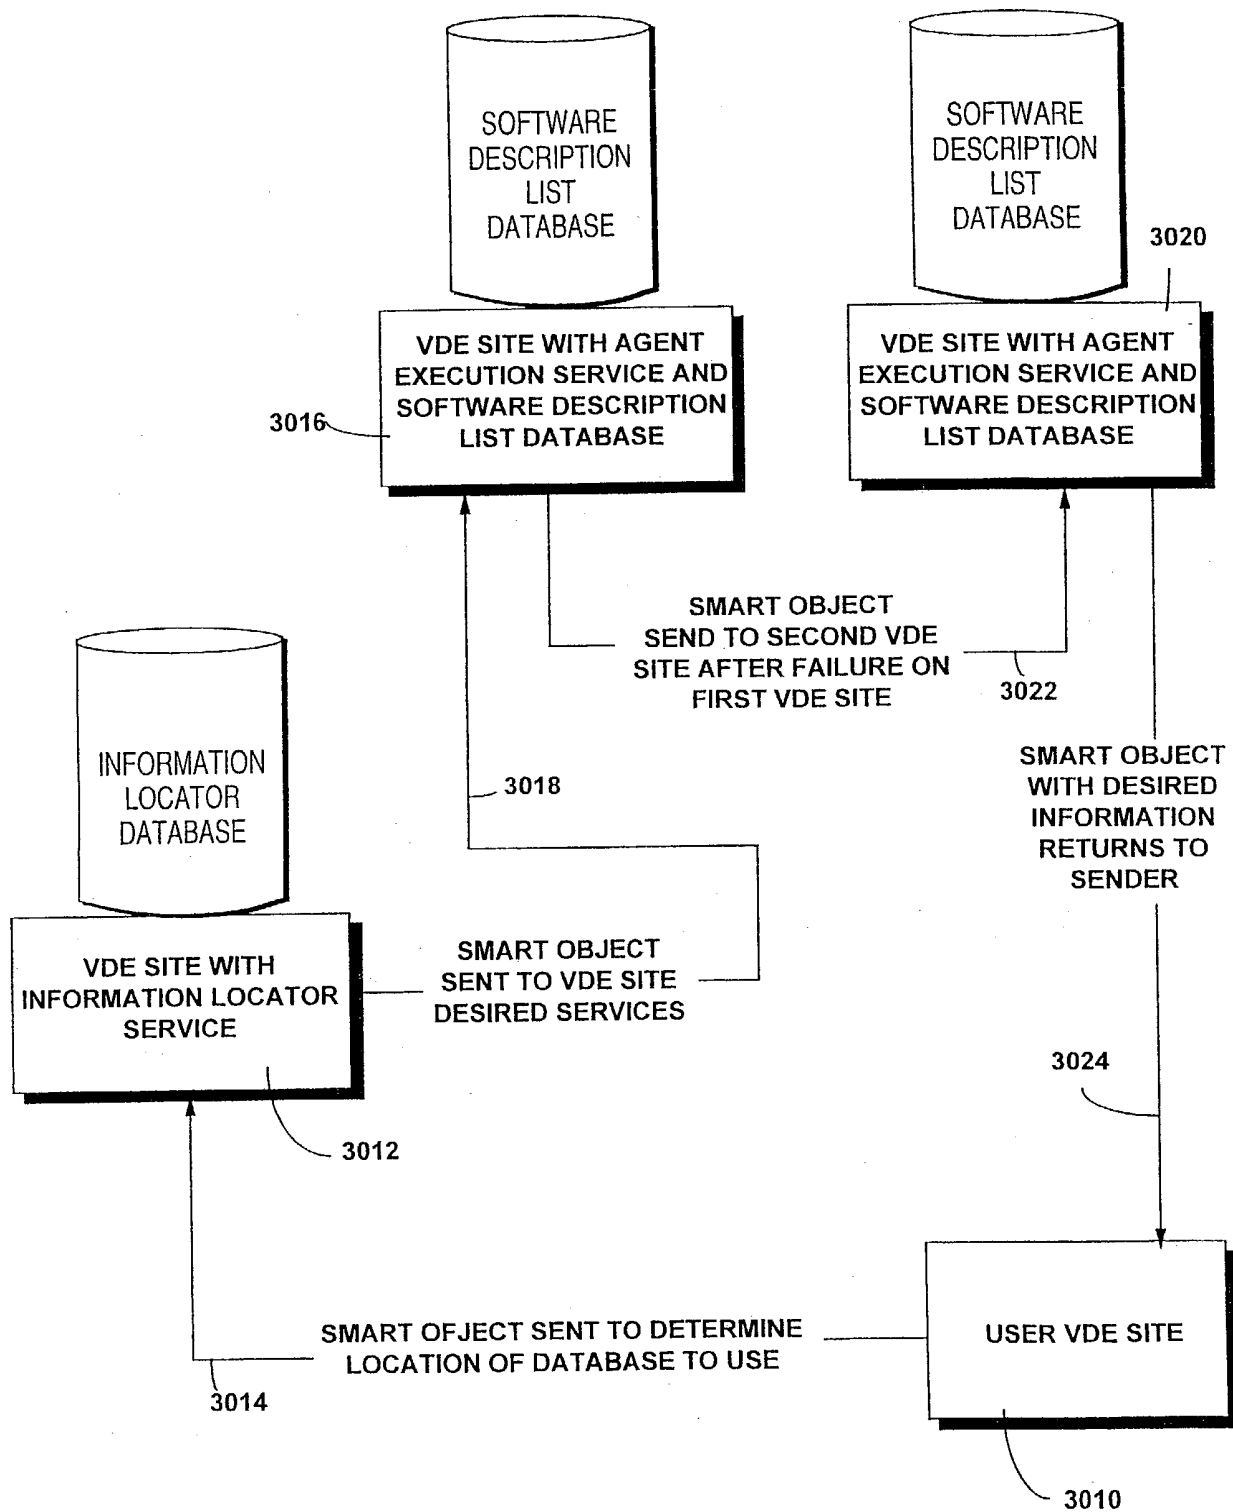 SOFTWARE
DESCRIPTION
LIST
DATABASE
SOFTWARE
DESCRIPTION
LIST
DATABASE
3020
VDE SITE WITH AGENT
EXECUTION SERVICE AND
SOFTWARE DESCRIPTION
LIST DATABASE
3016
VDE SITE WITH AGENT
EXECUTION SERVICE AND
SOFTWARE DESCRIPTION
LIST DATABASE
SMART OBJECT
SEND TO SECOND VDE
SITE AFTER FAILURE ON
FIRST VDE SITE
3022
INFORMATION
LOCATOR
DATABASE
3018
SMART OBJECT
WITH DESIRED
INFORMATION
RETURNS TO
SENDER
VDE SITE WITH
INFORMATION LOCATOR
SERVICE
SMART OBJECT
SENT TO VDE SITE
DESIRED SERVICES
3024
3012
SMART OFJECT SENT TO DETERMINE
LOCATION OF DATABASE TO USE
USER VDE SITE
3014
3010